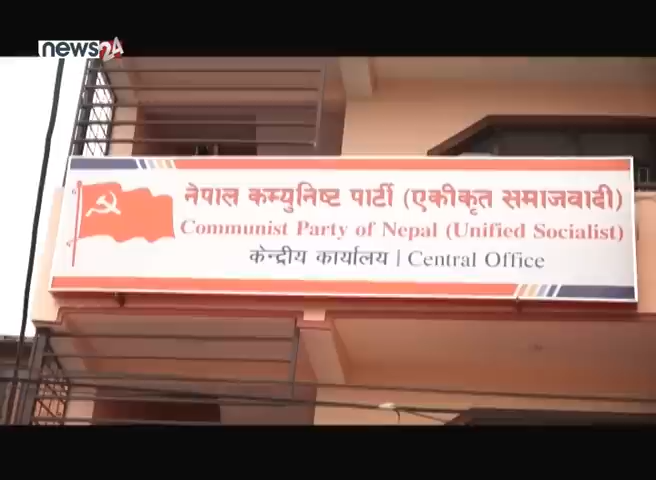 news24
नेपाल कम्युनिष्ट पार्टी (एकीकृत समाजवादी)
Communist Party of Nepal (Unified Socialist)
केन्द्रीय कार्यालय | Central Office